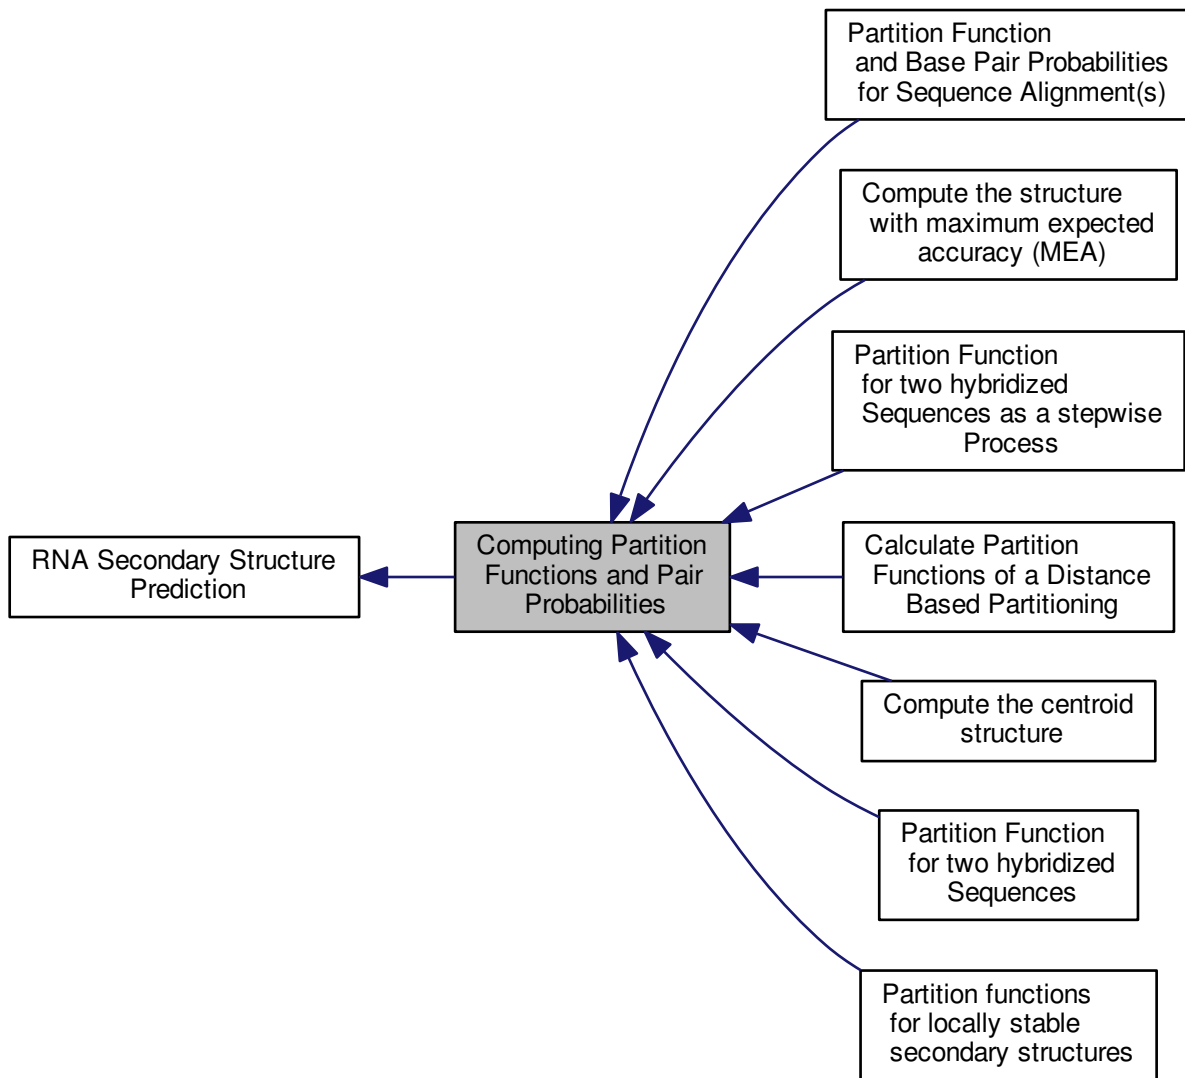 Partition Function
and Base Pair Probabilities
for Sequence Alignment(s)
Compute the structure
with maximum expected
accuracy (MEA)
Partition Function
for two hybridized
Sequences as a stepwise
Process
RNA Secondary Structure
Prediction
Computing Partition
Functions and Pair
Probabilities
Calculate Partition
Functions of a Distance
Based Partitioning
Compute the centroid
structure
Partition Function
for two hybridized
Sequences
Partition functions
for locally stable
secondary structures